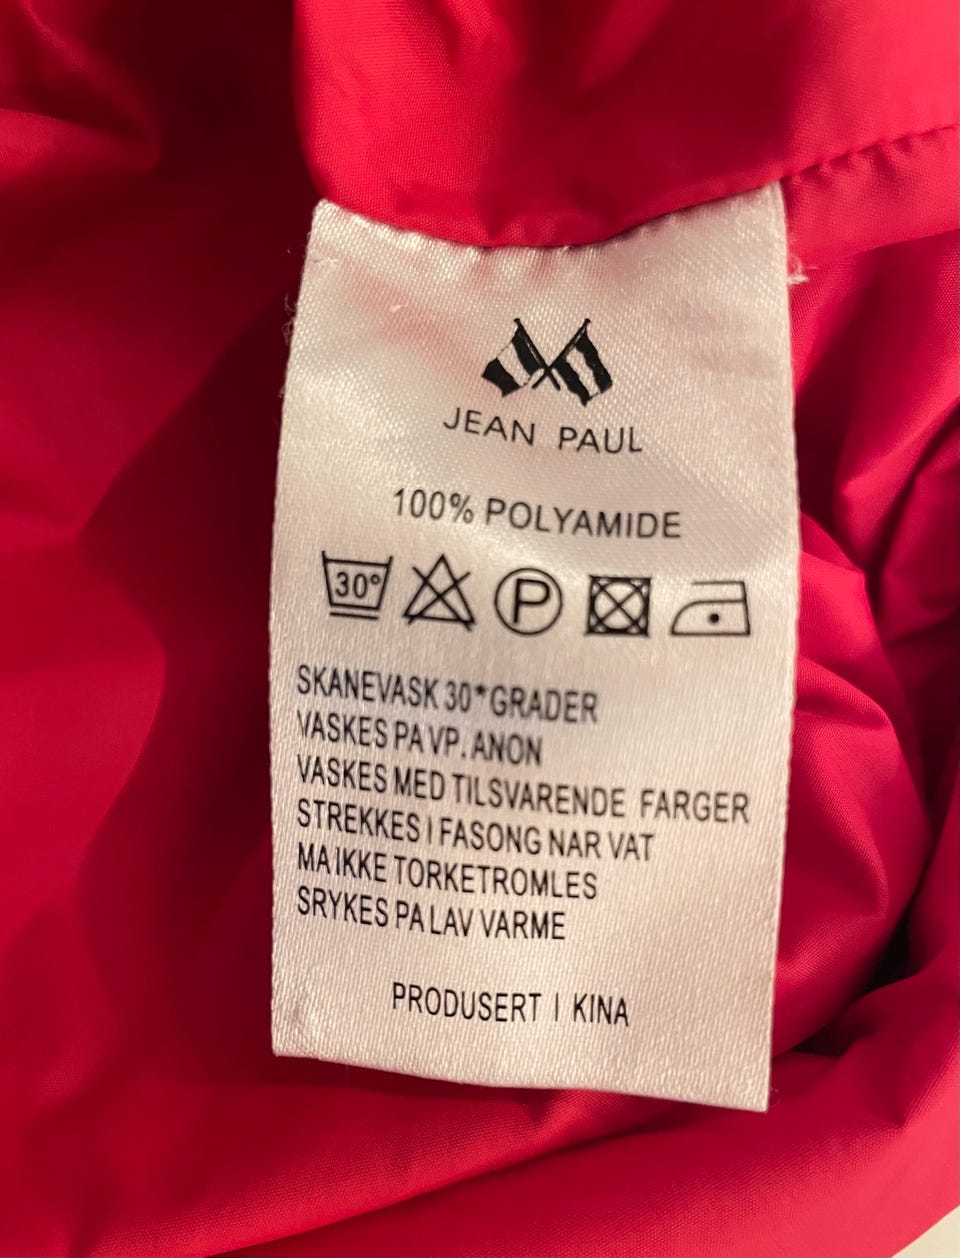 JEAN PAUL
100% POLYAMIDE
30°
P
SKANEVASK 30*GRADER
VASKES PA VP. ANON
VASKES MED TILSVARENDE FARGER
STREKKES I FASONG NAR VAT
MA IKKE TORKETROMLES
SRYKES PA LAV VARME
PRODUSERT I KINA